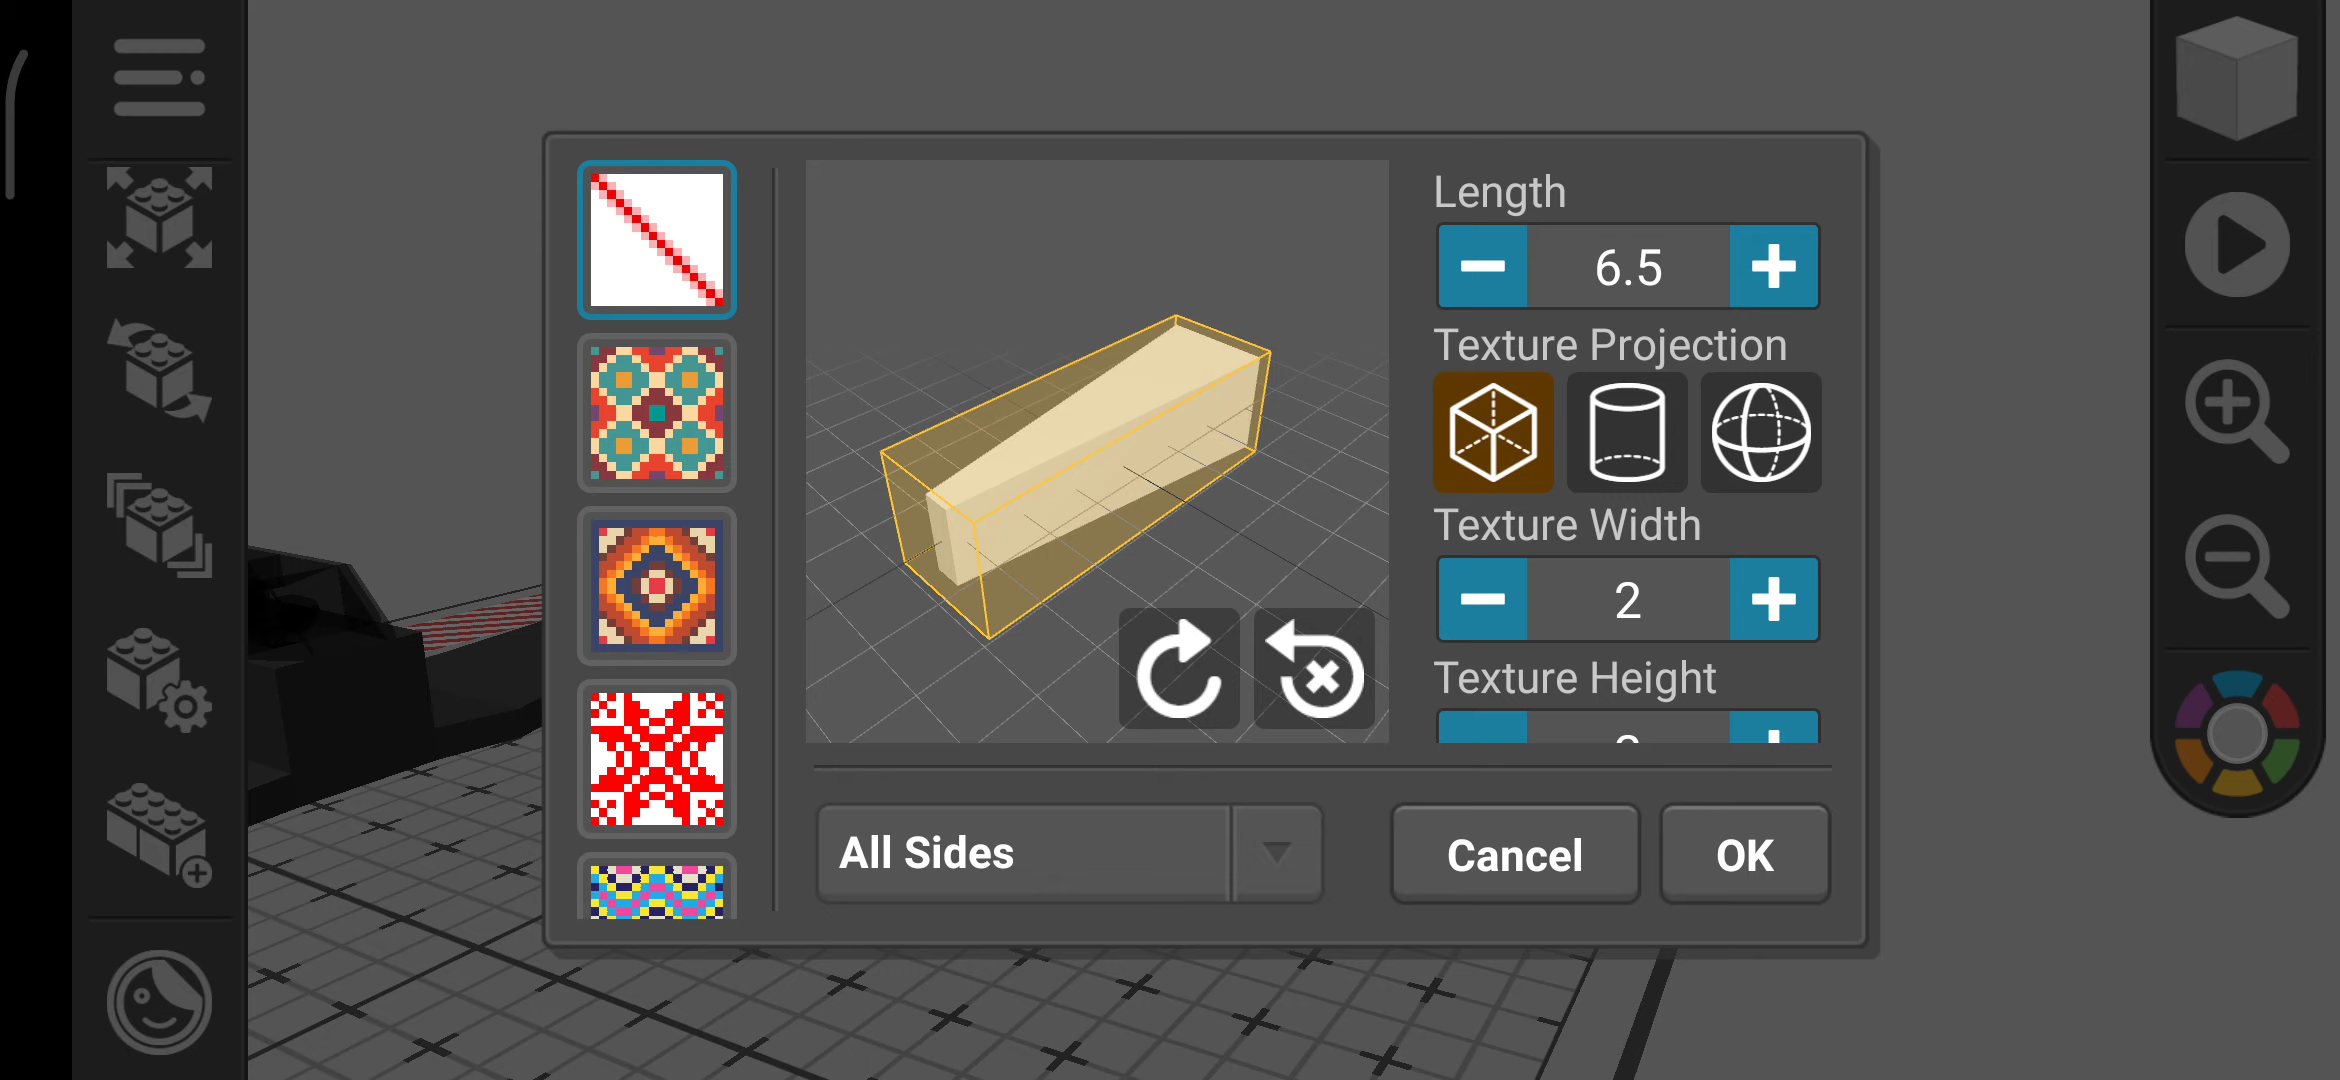 Length
6.5
Texture Projection
Texture Width
2
Texture Height
All Sides
Cancel
OK